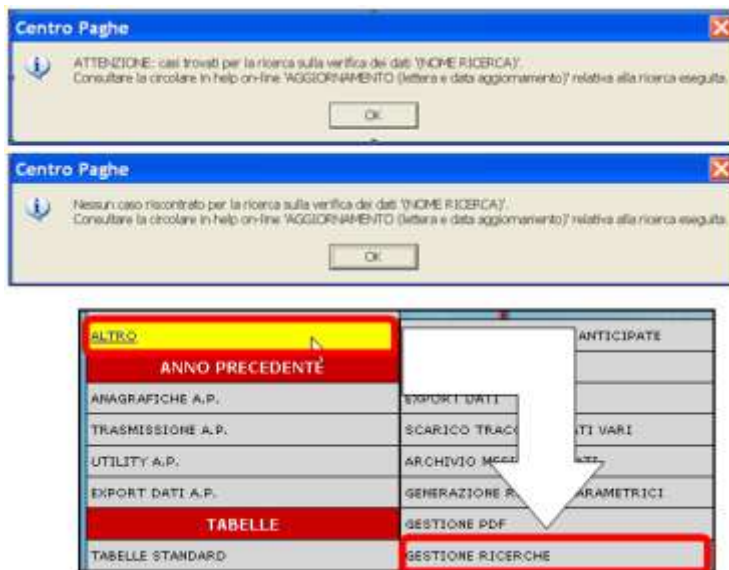 Centro Paghe
ATTENZIONE: casi trovati per la ricerca sulla verifica dei dati '(NOME RICERCA)'.
Consultare la circolare in help on-line 'AGGIORNAMENTO (lettera e data aggiornamento)' relativa alla ricerca eseguita.
OK
Centro Paghe
Nessun caso riscontrato per la ricerca sulla verifica dei dati '(NOME RICERCA)'.
Consultare la circolare in help on-line 'AGGIORNAMENTO (lettera e data aggiornamento)' relativa alla ricerca eseguita.
OK
ALTRO
ANNO PRECEDENTE
ANAGRAFICHE A.P.
TRASMISSIONE A.P.
UTILITY A.P.
EXPORT DATI A.P.
TABELLE
TABELLE STANDARD
ANTICIPATE
EXPORT DATI
SCARICO VARI
ARCHIVIO
GENERAZIONE PARAMETRICI
GESTIONE PDF
GESTIONE RICERCHE